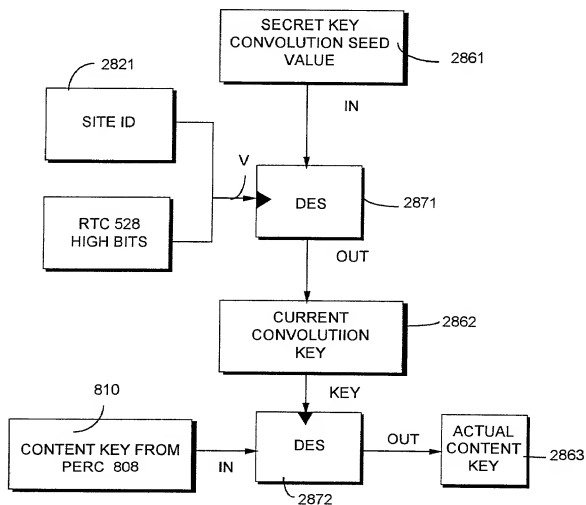 SECRET KEY
CONVOLUTION SEED
VALUE
2861
2821
IN
SITE ID
V
DES
2871
RTC 528
HIGH BITS
OUT
CURRENT
CONVOLUTIION
KEY
2862
810
KEY
CONTENT KEY FROM
PERC 808
IN
DES
OUT
ACTUAL
CONTENT
KEY
2863
2872